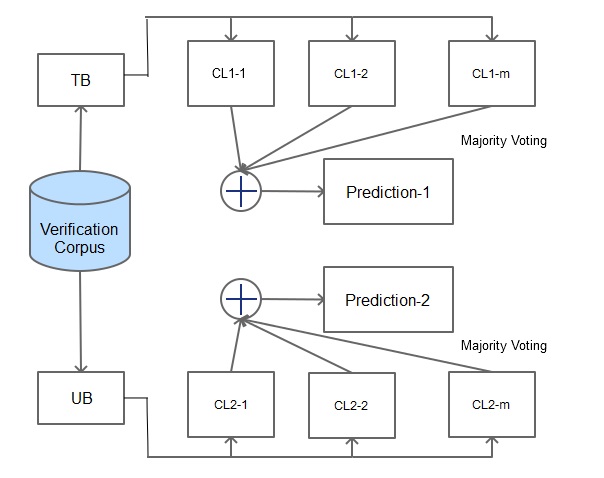 TB
CL1-1
CL1-2
CL1-m
Majority Voting
Prediction-1
Verification
Corpus
Prediction-2
Majority Voting
UB
CL2-1
CL2-2
CL2-m